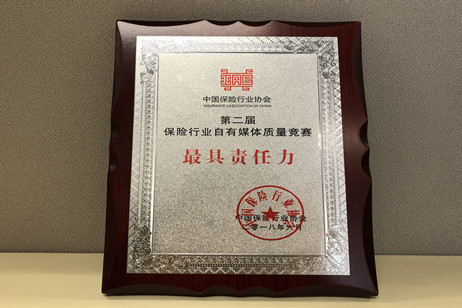 中国保险行业协会
INSURANCE ASSOCIATION OF CHINA
第二届
保险行业自有媒体质量竞赛
最具责任力
中国保险行业协会
二〇一八年六月